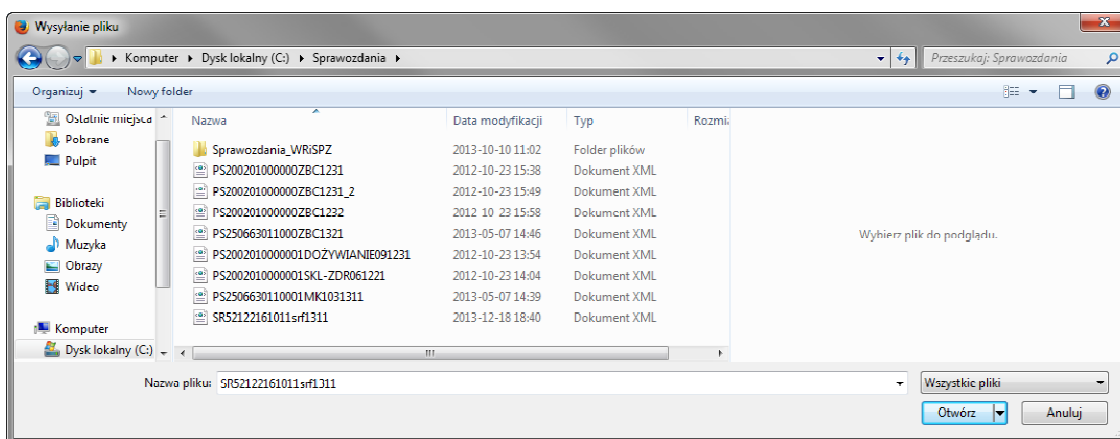 Wysyłanie pliku
Komputer ▸ Dysk lokalny (C:) ▸ Sprawozdania ▸
Przeszukaj: Sprawozdania
Organizuj Nowy folder
Ostatnie miejsca
Pobrane
Pulpit
Biblioteki
Dokumenty
Muzyka
Obrazy
Wideo
Komputer
Dysk lokalny (C:)
Nazwa Data modyfikacji Typ Rozmia
Sprawozdania_WRiSPZ 2013-10-10 11:02 Folder plików
PS200201000000ZBC1231 2012-10-23 15:38 Dokument XML
PS200201000000ZBC1231_2 2012-10-23 15:49 Dokument XML
PS200201000000ZBC1232 2012-10-23 15:58 Dokument XML
PS250663011000ZBC1321 2013-05-07 14:46 Dokument XML
PS2002010000001DOŻYWIANIE091231 2012-10-23 13:54 Dokument XML
PS2002010000001SKL-ZDR061221 2012-10-23 14:04 Dokument XML
PS2506630110001MK1031311 2013-05-07 14:39 Dokument XML
SR52122161011srf1311 2013-12-18 18:40 Dokument XML
Wybierz plik do podglądu.
Nazwa pliku: SR52122161011srf1311
Wszystkie pliki
Otwórz Anuluj